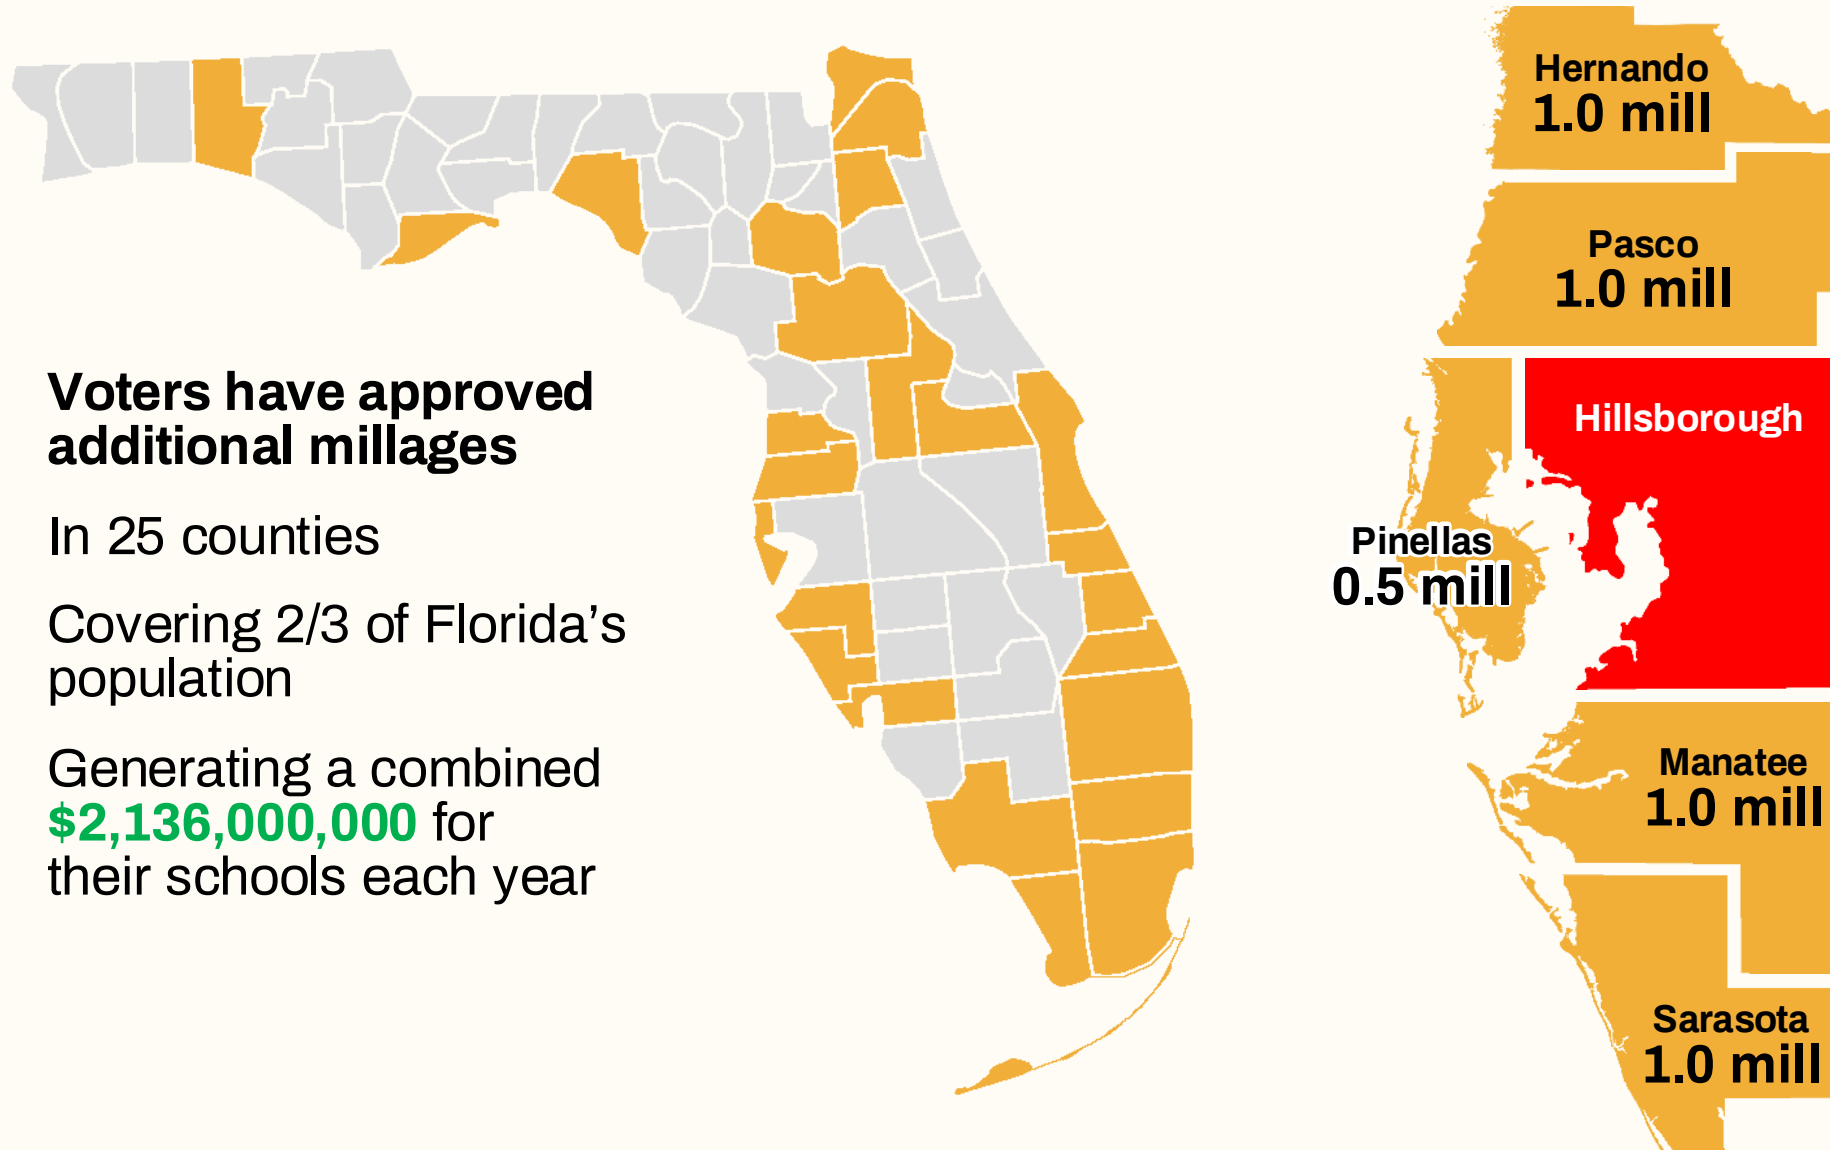 Voters have approved
additional millages
In 25 counties
Covering 2/3 of Florida’s
population
Generating a combined
$2,136,000,000 for
their schools each year
Hernando
1.0 mill
Pasco
1.0 mill
Hillsborough
Pinellas
0.5 mill
Manatee
1.0 mill
Sarasota
1.0 mill